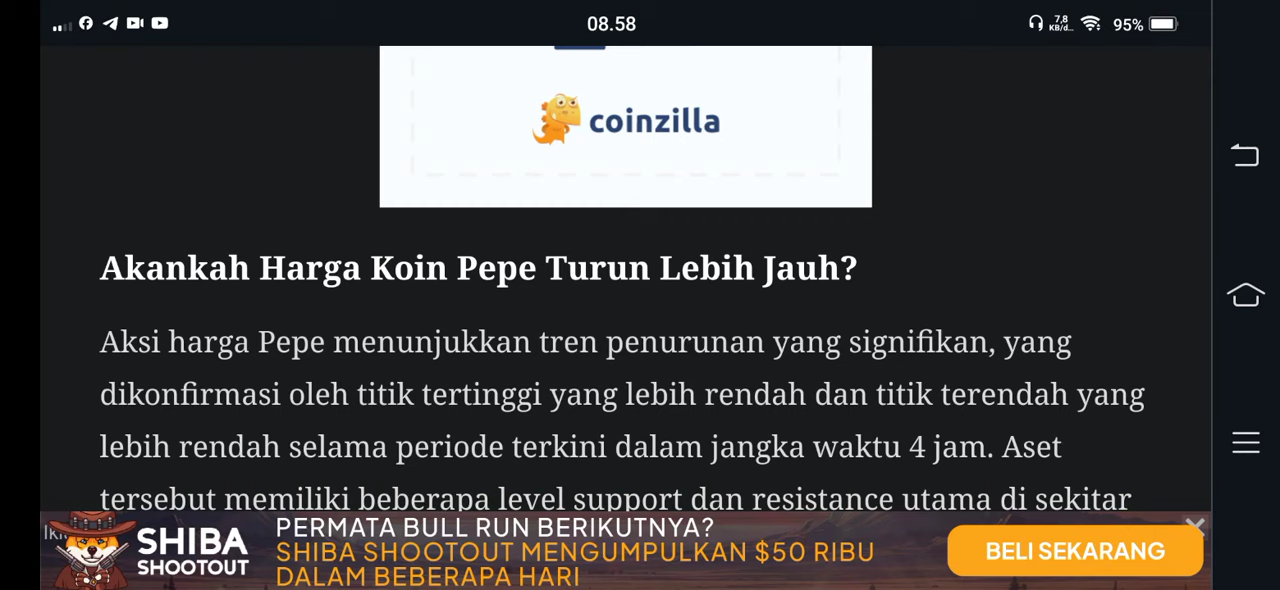 08.58
7,8
KB/d...
95%
coinzilla
Akankah Harga Koin Pepe Turun Lebih Jauh?
Aksi harga Pepe menunjukkan tren penurunan yang signifikan, yang
dikonfirmasi oleh titik tertinggi yang lebih rendah dan titik terendah yang
lebih rendah selama periode terkini dalam jangka waktu 4 jam. Aset
tersebut memiliki beberapa level support dan resistance utama di sekitar
SHIBA
SHOOTOUT
PERMATA BULL RUN BERIKUTNYA?
SHIBA SHOOTOUT MENGUMPULKAN $50 RIBU
DALAM BEBERAPA HARI
BELI SEKARANG